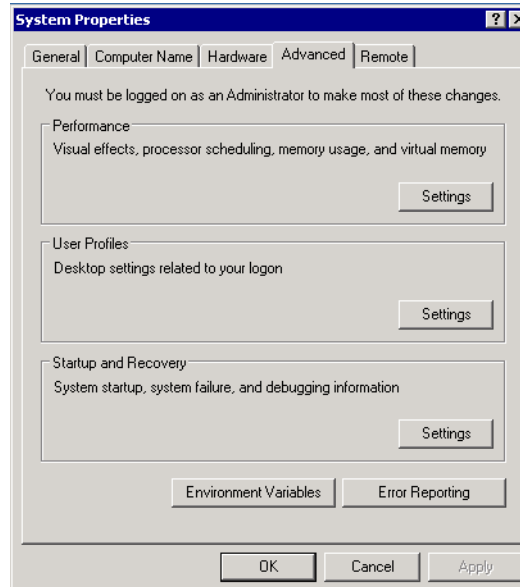 System Properties
General Computer Name Hardware Advanced Remote
You must be logged on as an Administrator to make most of these changes.
Performance
Visual effects, processor scheduling, memory usage, and virtual memory
Settings
User Profiles
Desktop settings related to your logon
Settings
Startup and Recovery
System startup, system failure, and debugging information
Settings
Environment Variables Error Reporting
OK Cancel Apply